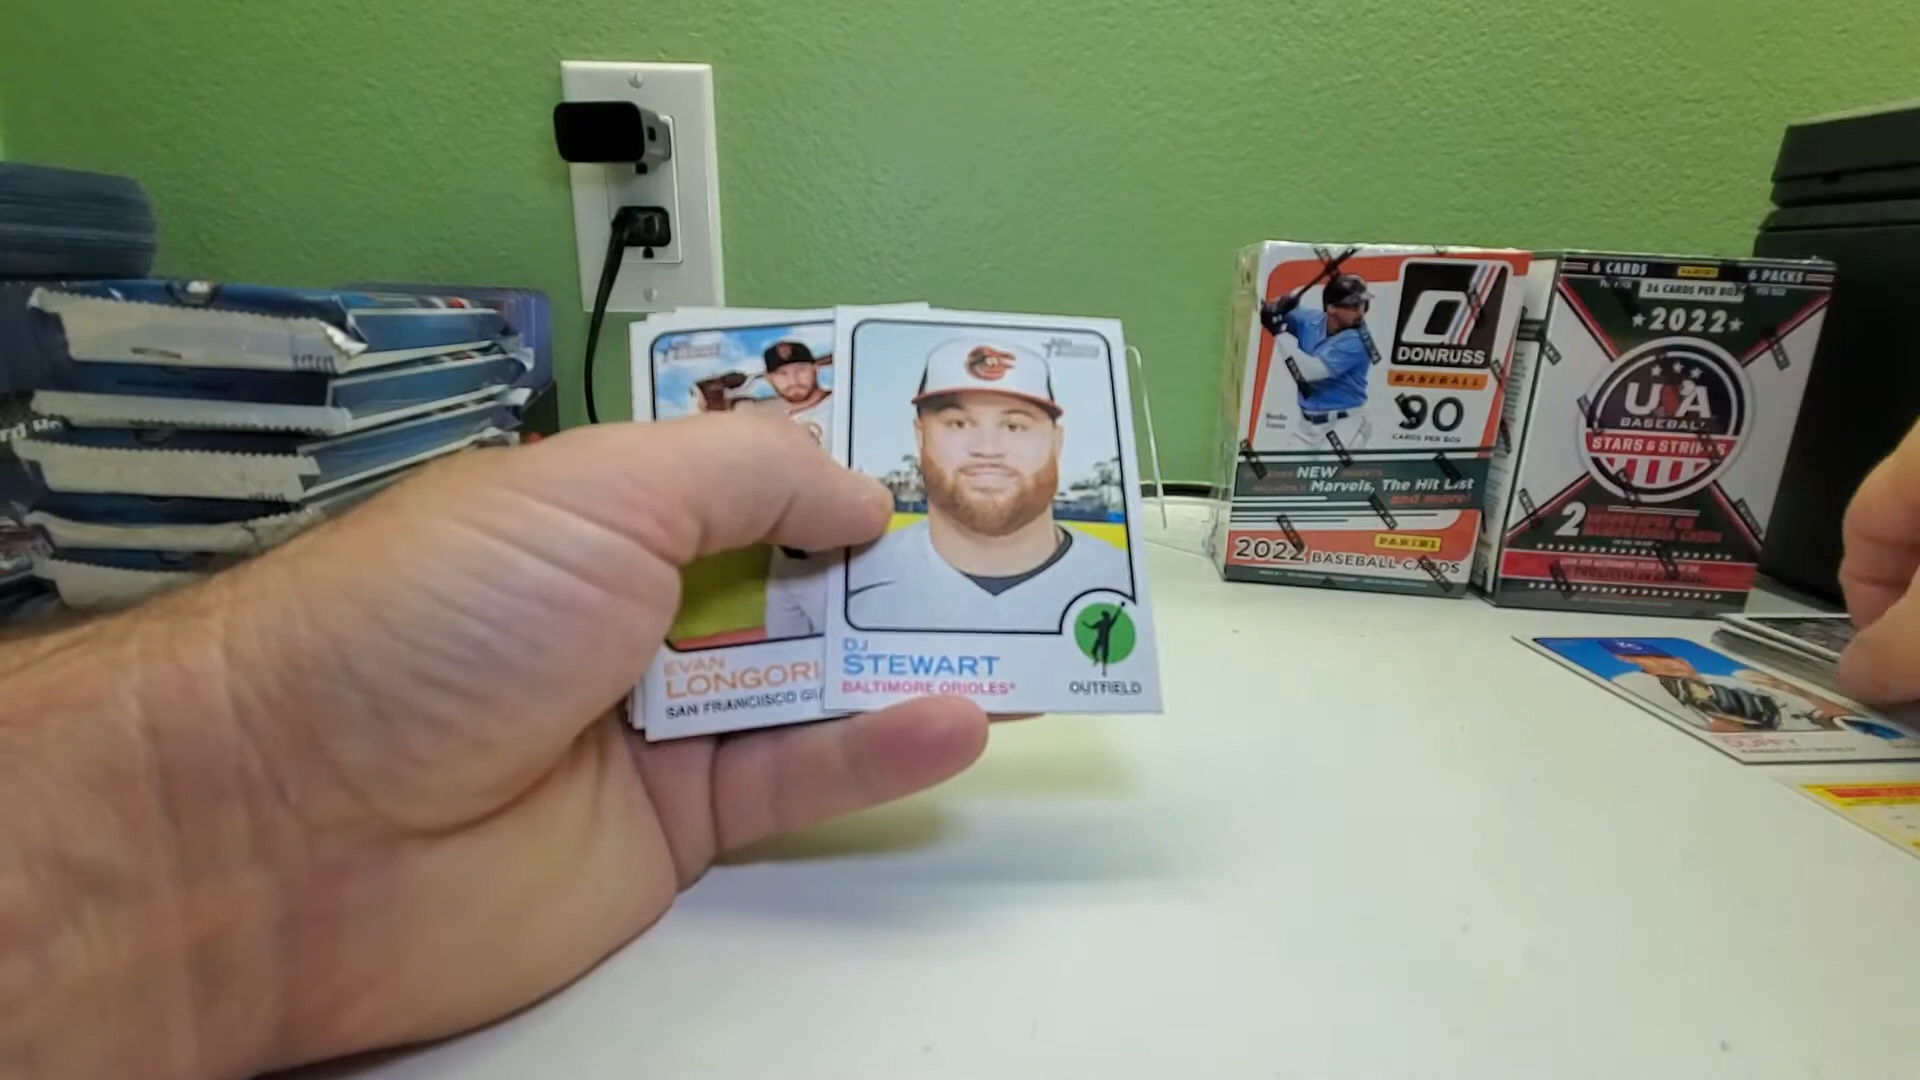 EVAN
LONGORI
SAN FRANCISCO GI
DJ
STEWART
BALTIMORE ORIOLES
OUTFIELD
DONRUSS
BASEBALL
90
CARDS PER BOX
NEW
Marvels, The Hit List
and more!
PANINI
2022 BASEBALL CARDS
6 CARDS
PANINI
6 PACKS
36 CARDS PER BOX
★2022★
USA
BASEBALL
STARS & STRIPES
2
DUFFY